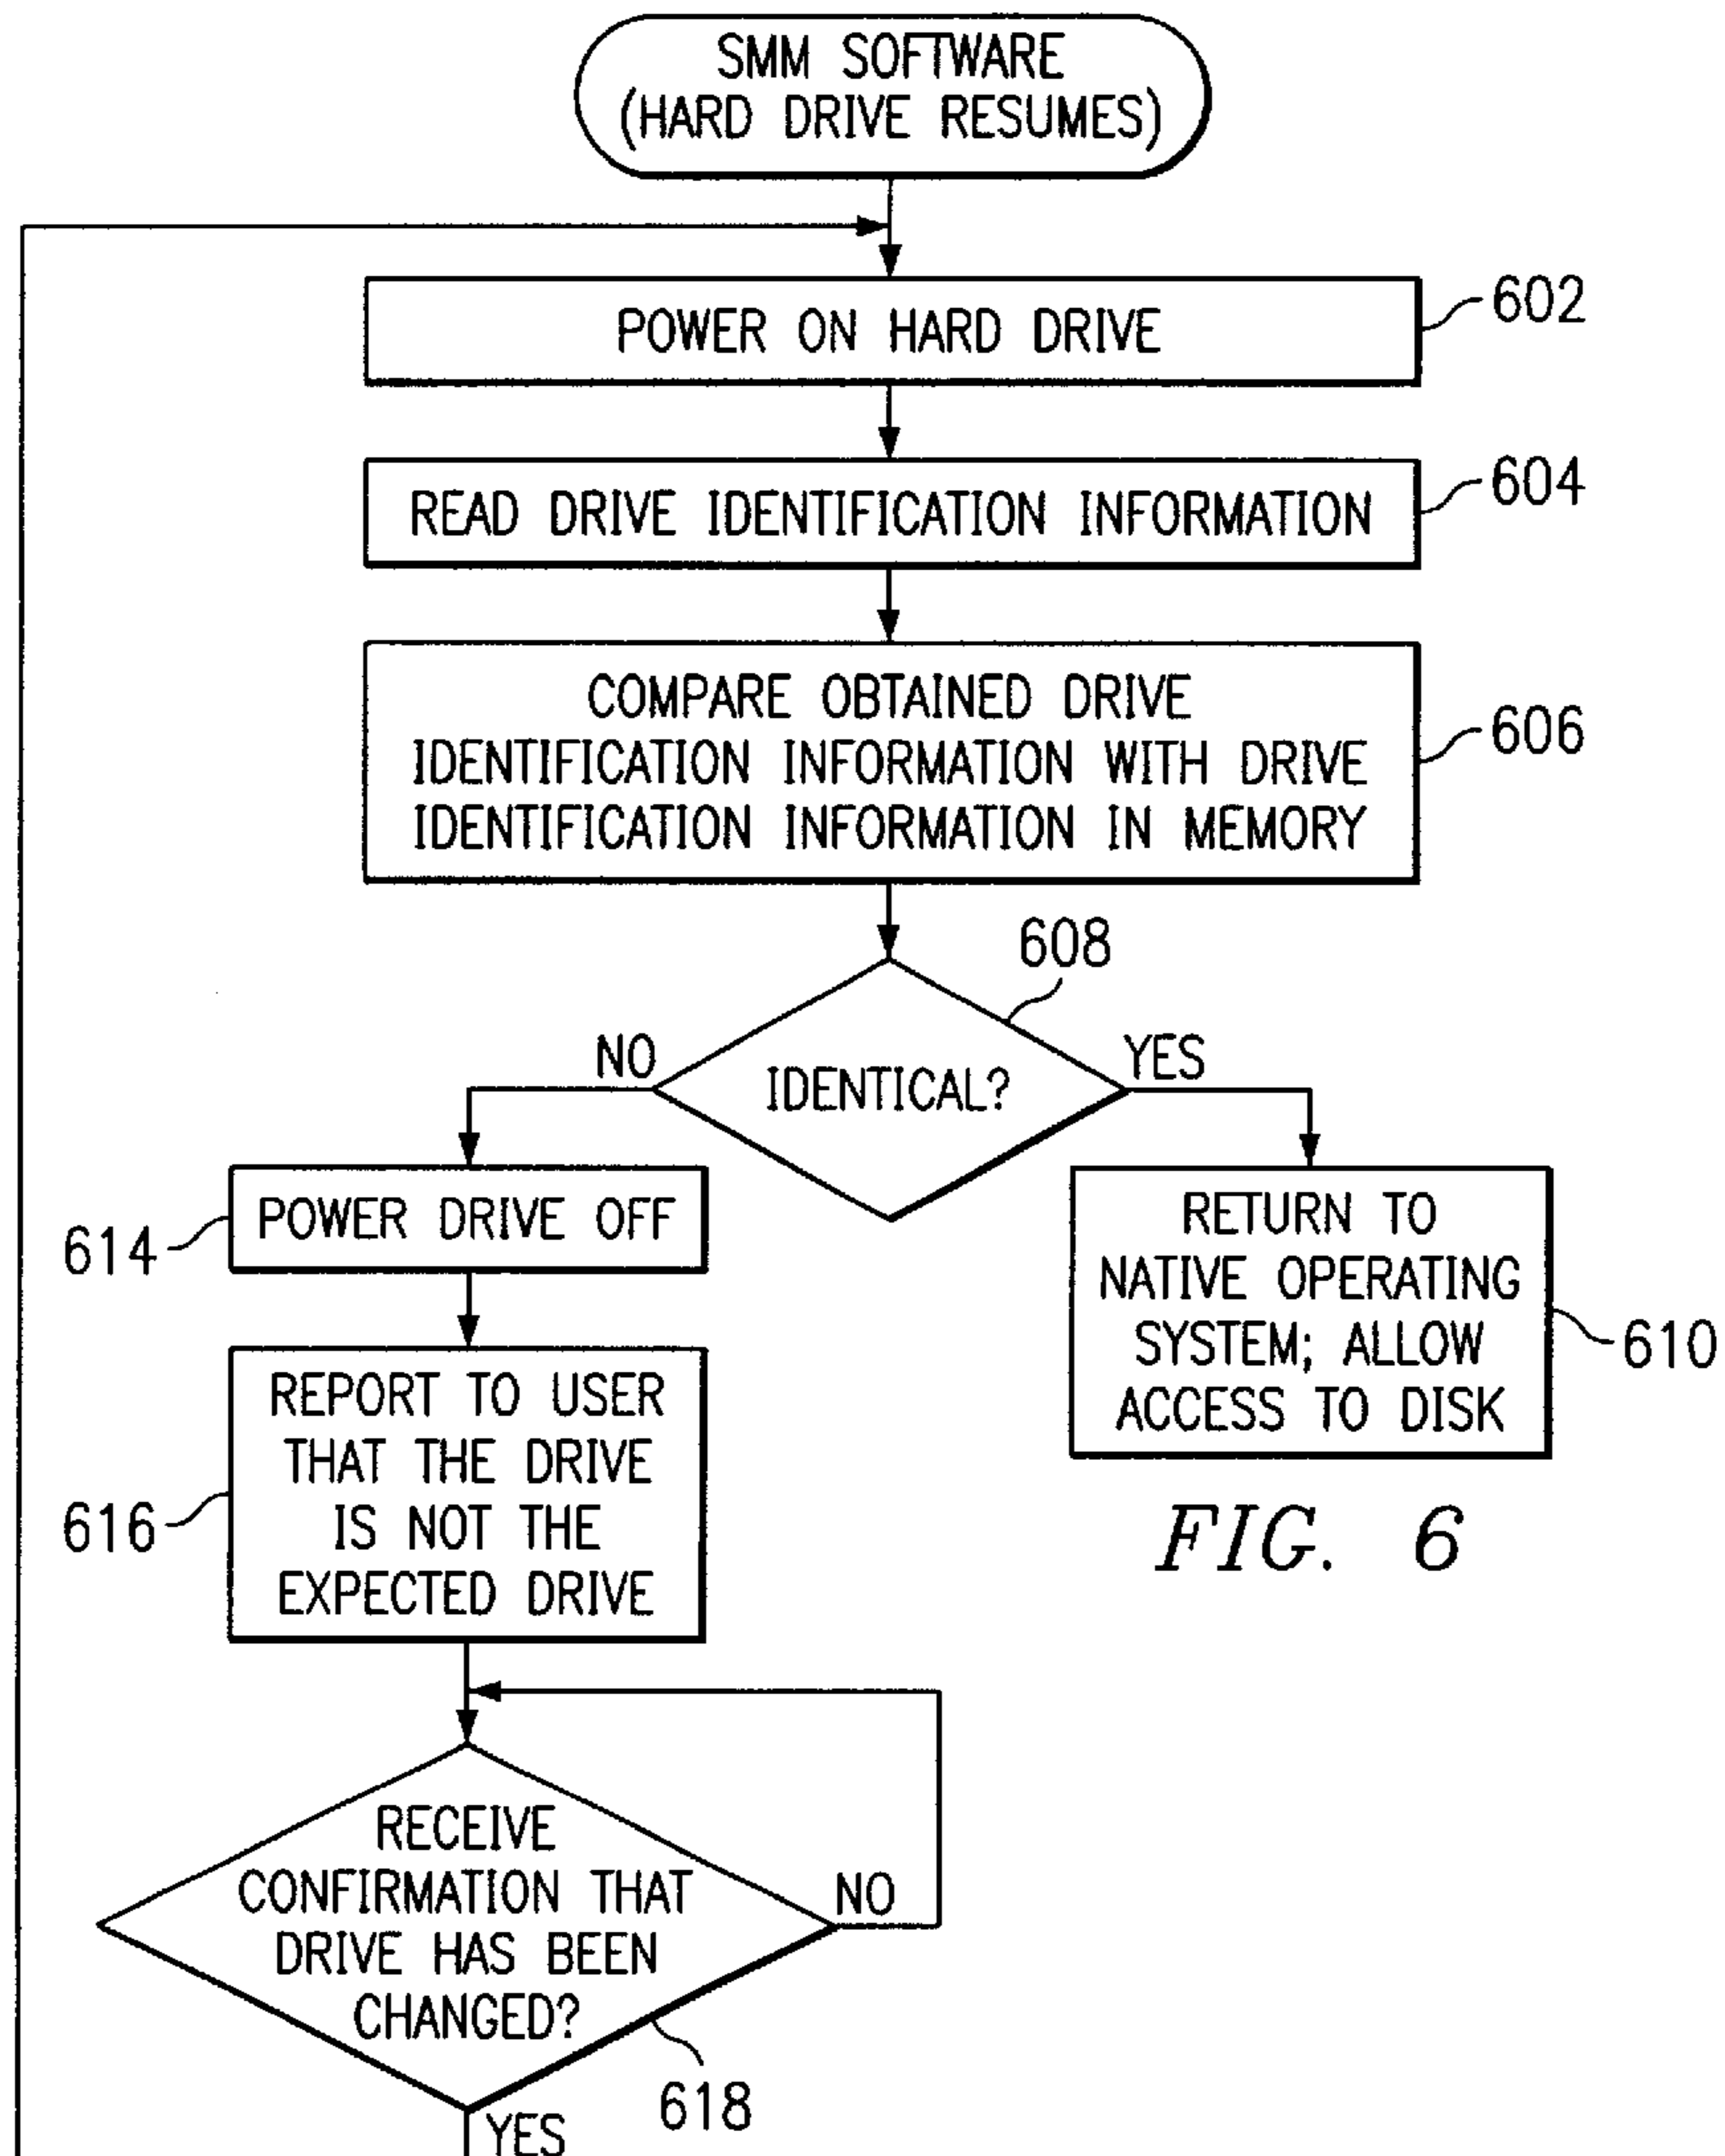 SMM SOFTWARE
(HARD DRIVE RESUMES)
POWER ON HARD DRIVE
602
READ DRIVE IDENTIFICATION INFORMATION
604
COMPARE OBTAINED DRIVE
IDENTIFICATION INFORMATION WITH DRIVE
IDENTIFICATION INFORMATION IN MEMORY
606
608
IDENTICAL?
NO
YES
POWER DRIVE OFF
614
RETURN TO
NATIVE OPERATING
SYSTEM; ALLOW
ACCESS TO DISK
610
REPORT TO USER
THAT THE DRIVE
IS NOT THE
EXPECTED DRIVE
616
FIG. 6
RECEIVE
CONFIRMATION THAT
DRIVE HAS BEEN
CHANGED?
NO
618
YES